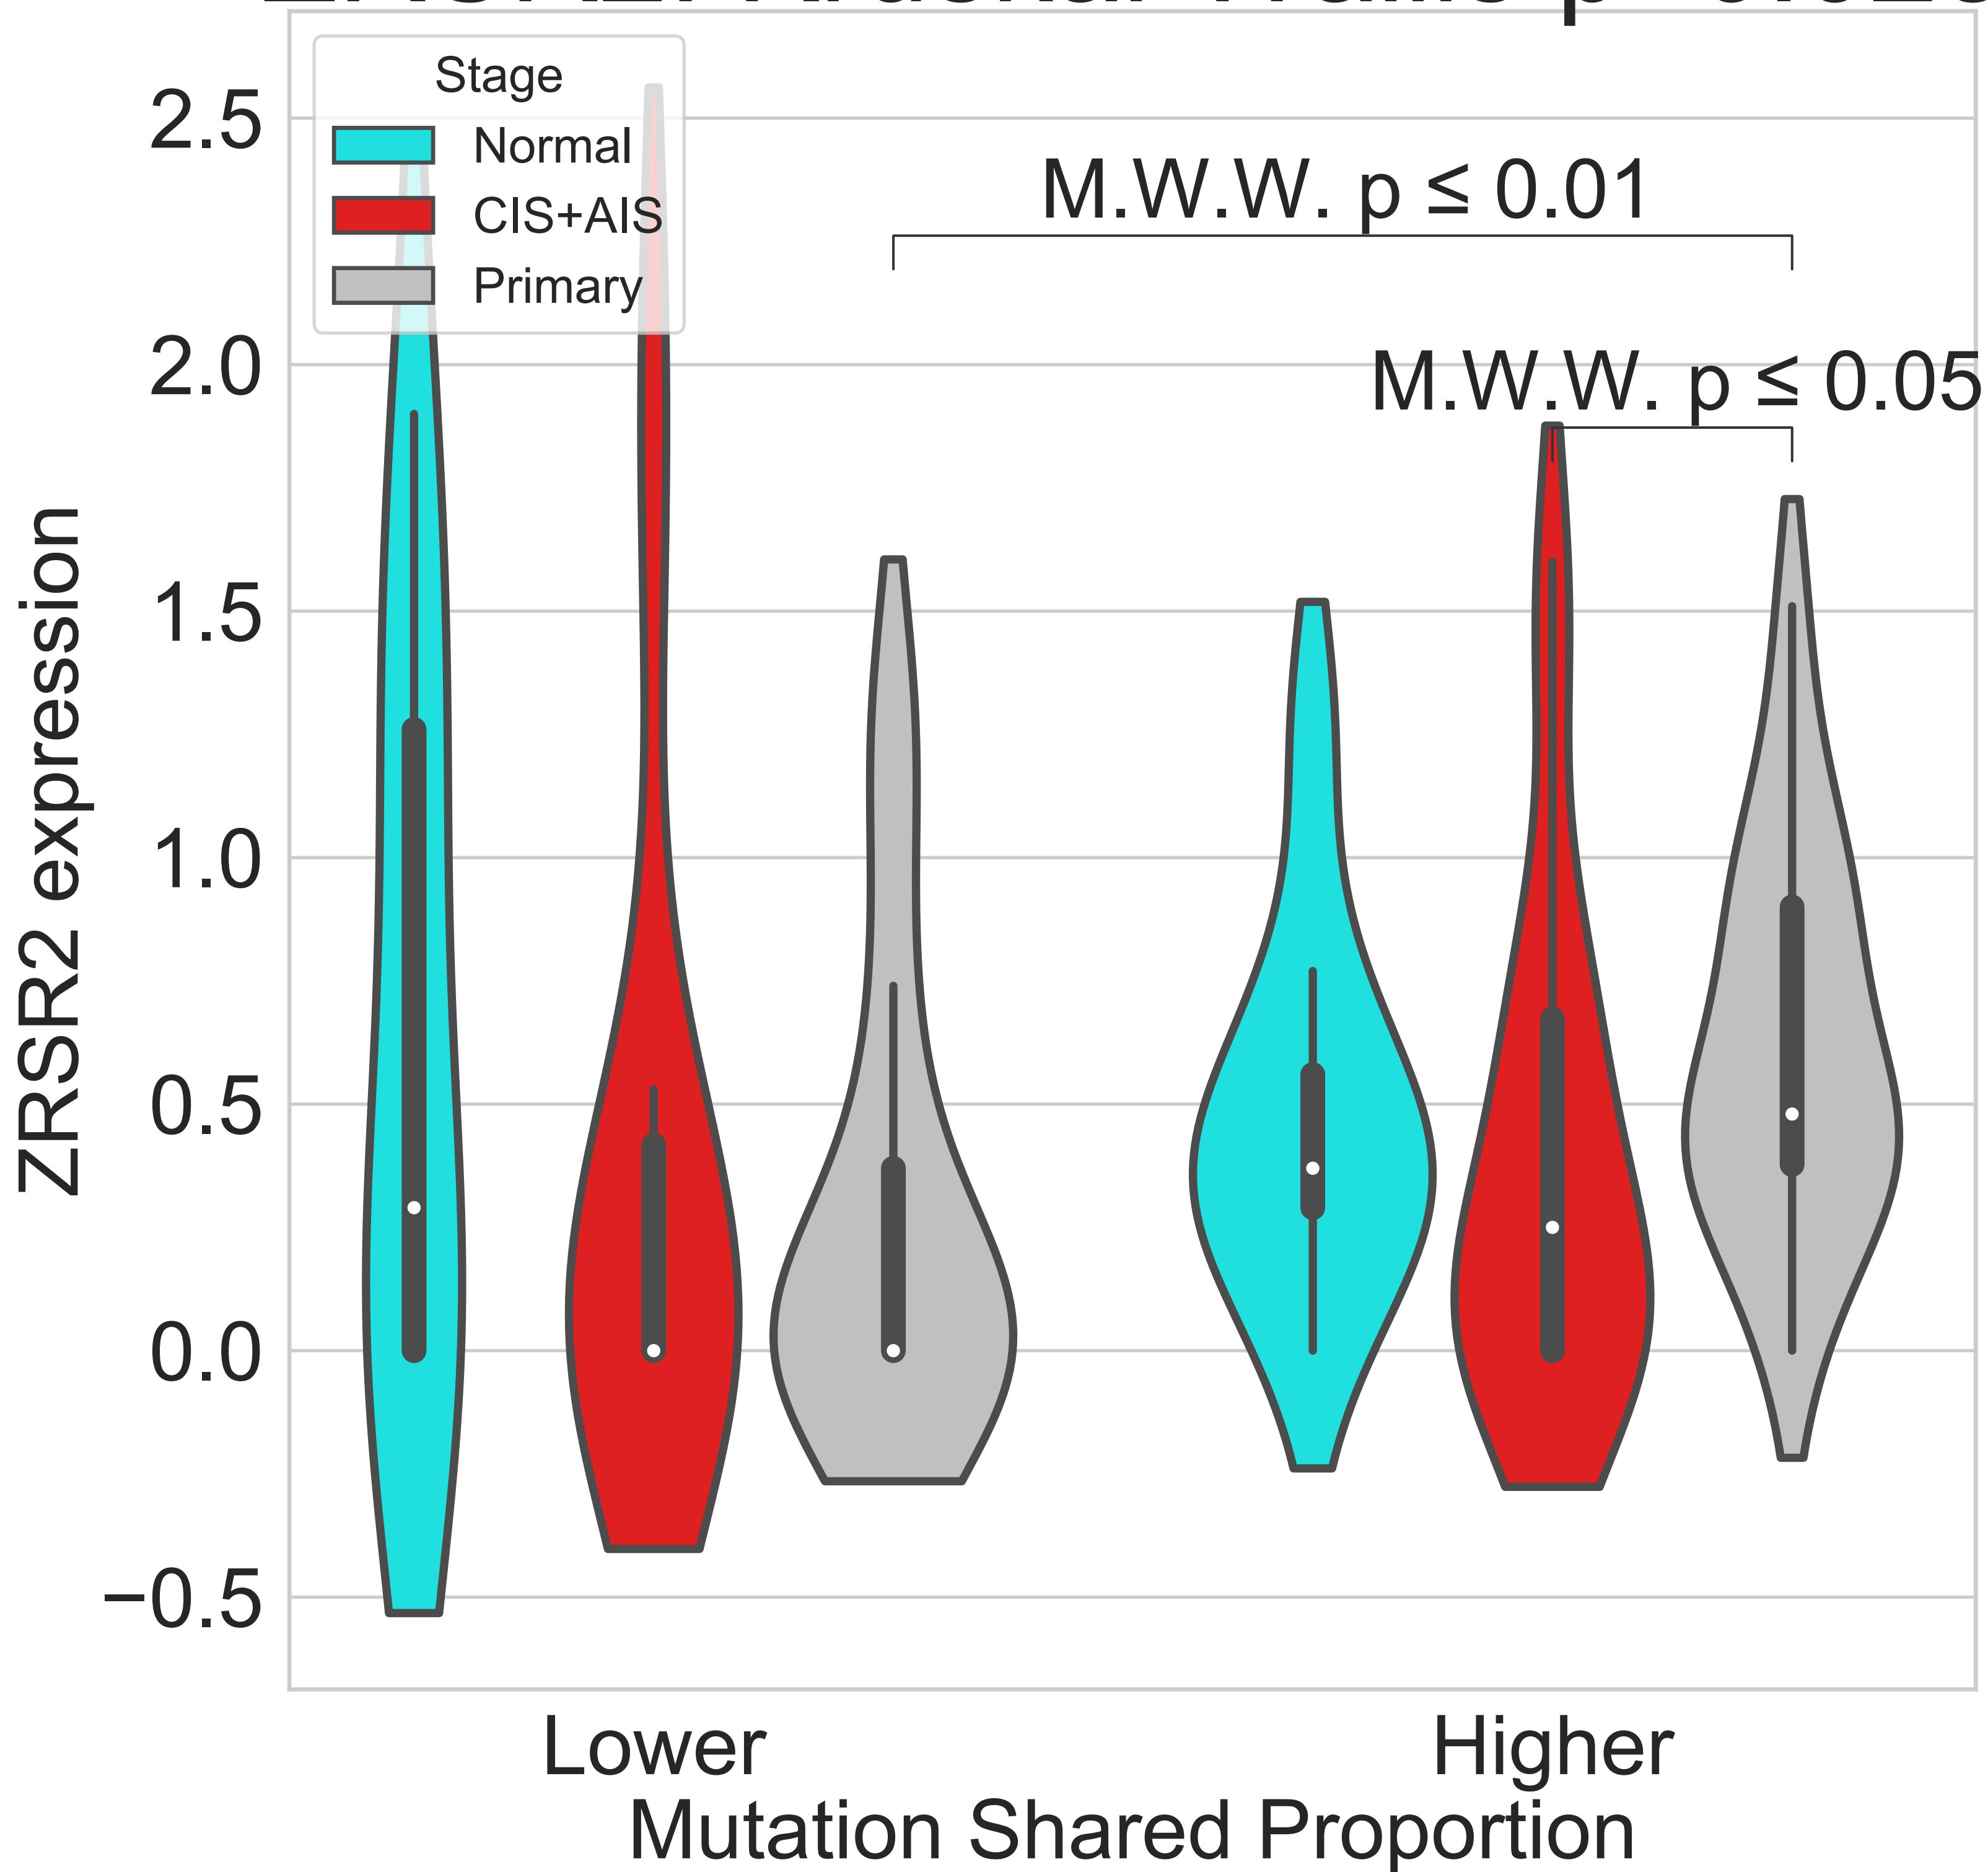 Stage
Normal
CIS+AIS
Primary
M.W.W. p ≤ 0.01
M.W.W. p ≤ 0.05
2.5
2.0
1.5
1.0
0.5
0.0
−0.5
ZRSR2 expression
Lower
Higher
Mutation Shared Proportion